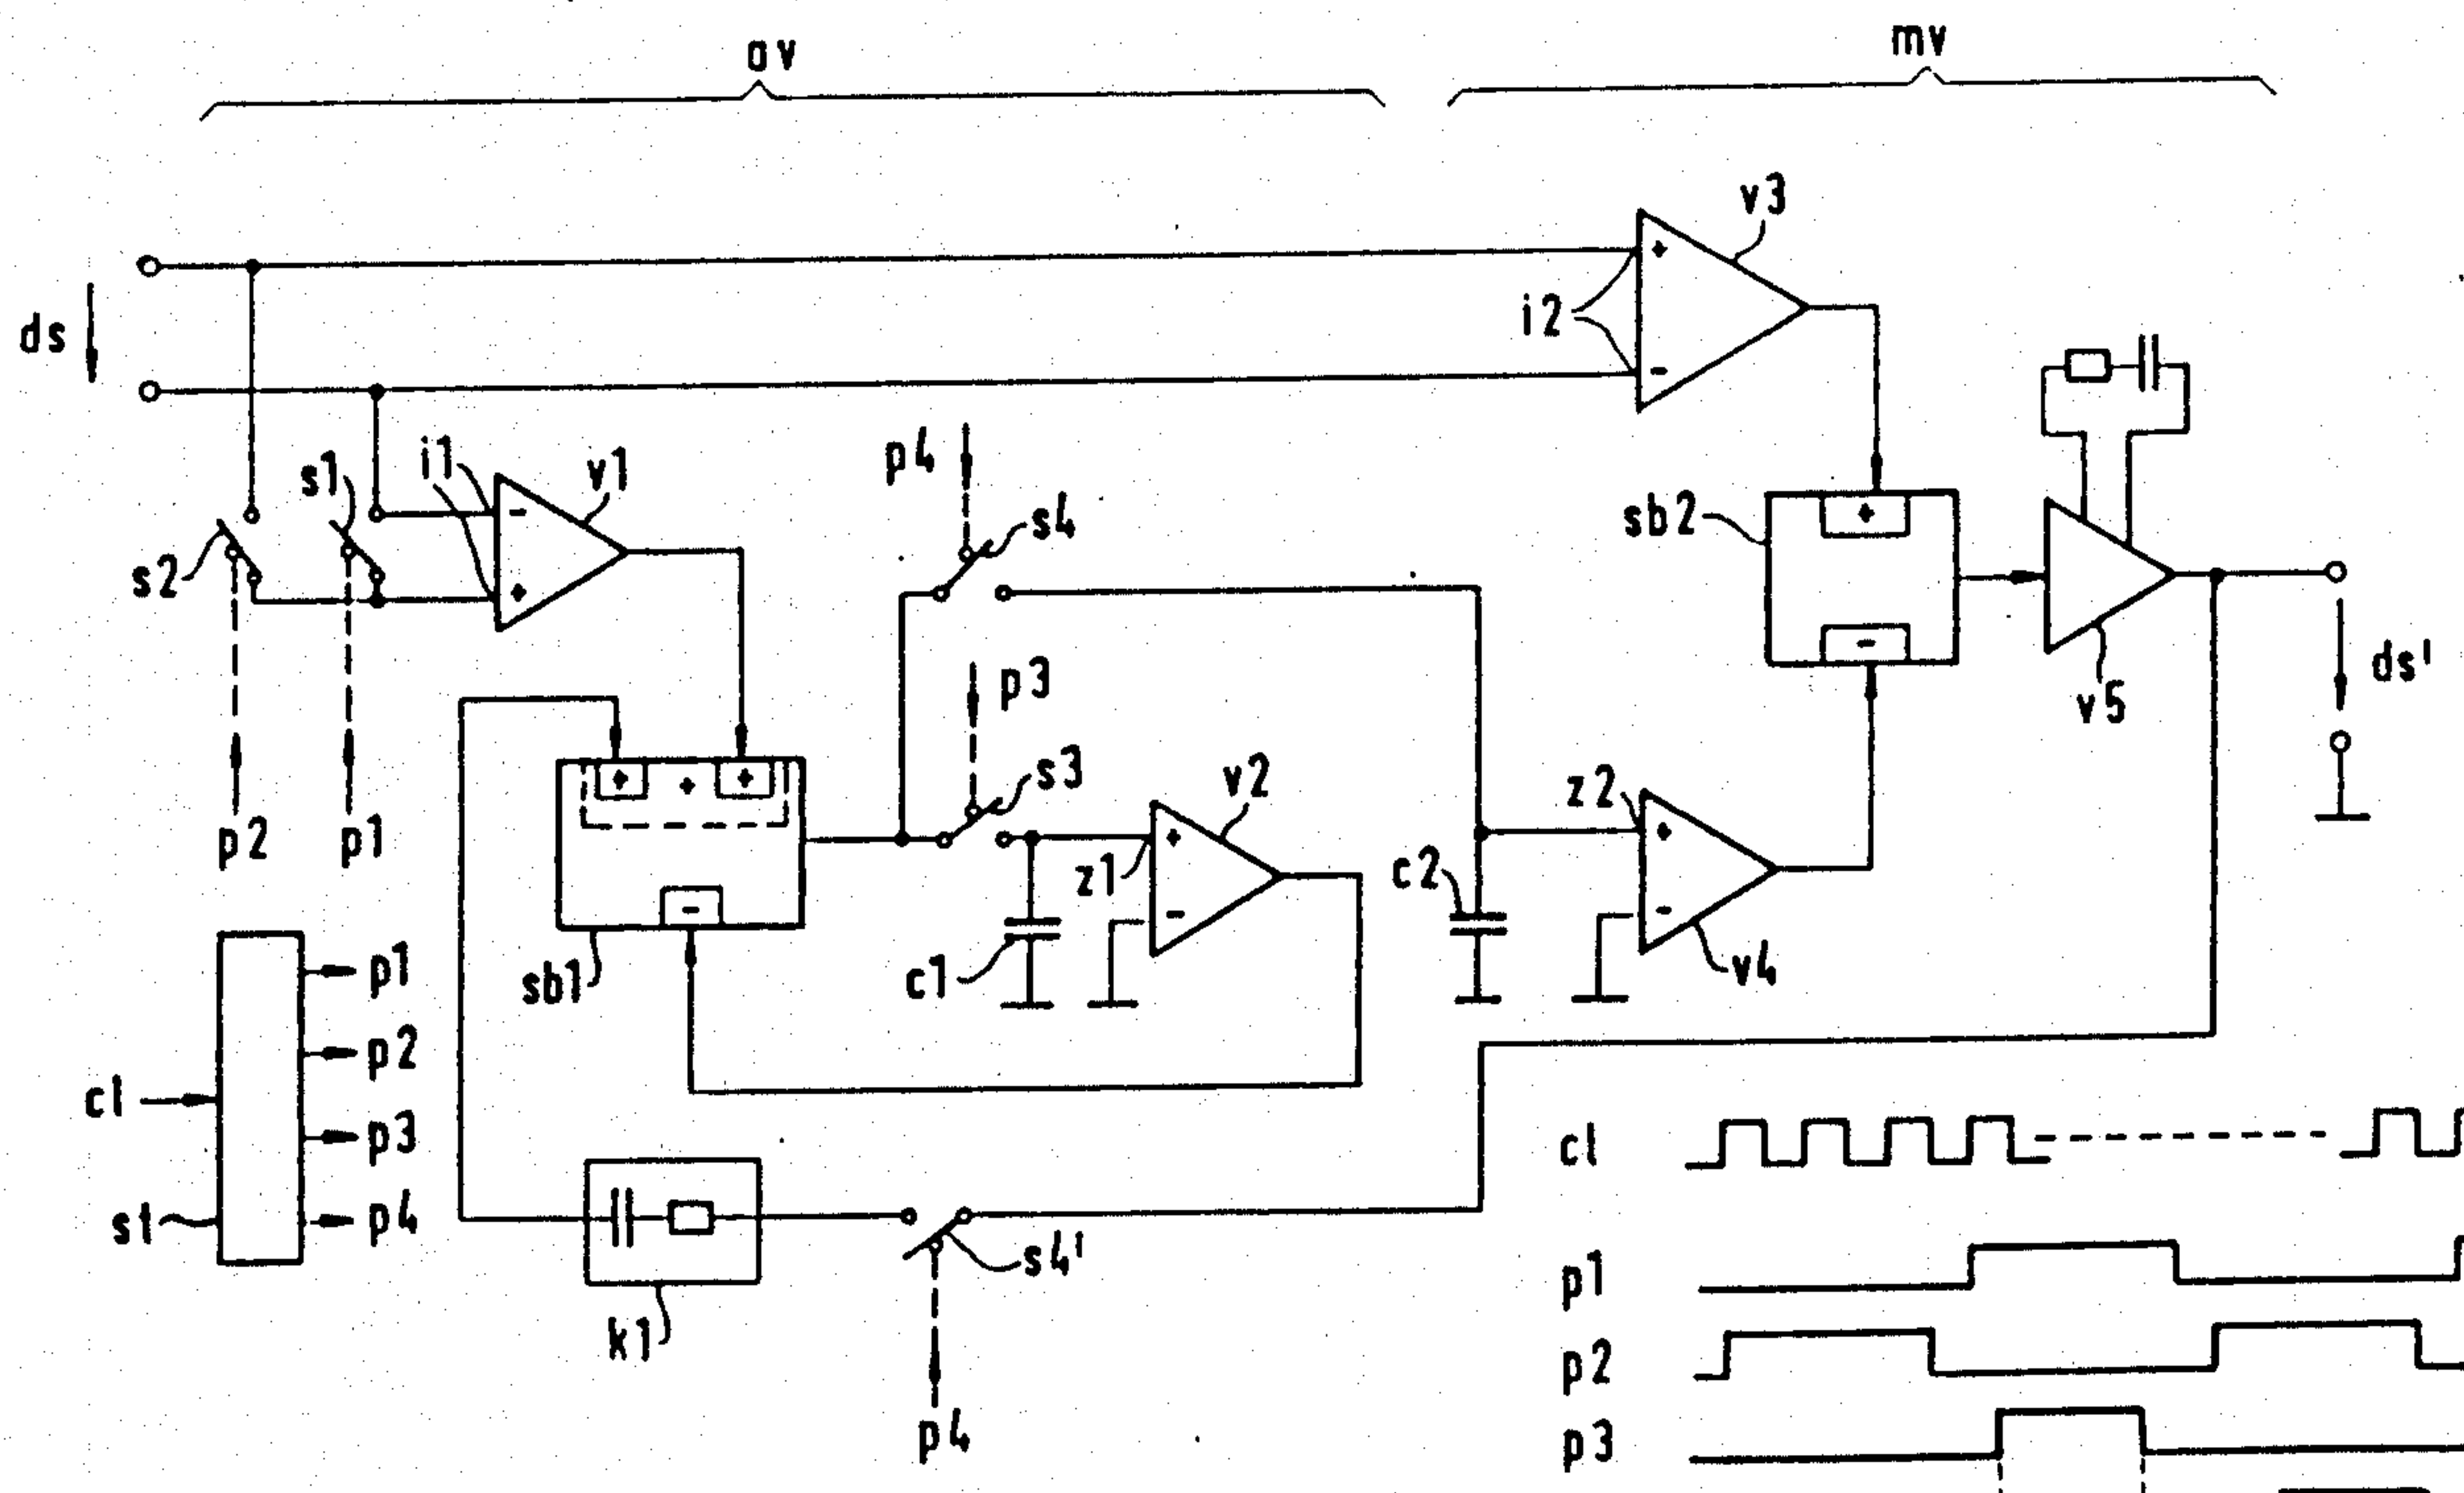 av
mv
v3
ds
i2
p4
s1
i1
v1
s4
s2
sb2
p3
ds'
v5
s3
v2
z2
p2
p1
z1
c2
c1
v4
sb1
p1
p2
cl
p3
st
p4
s4'
k1
p4
cl
p1
p2
p3